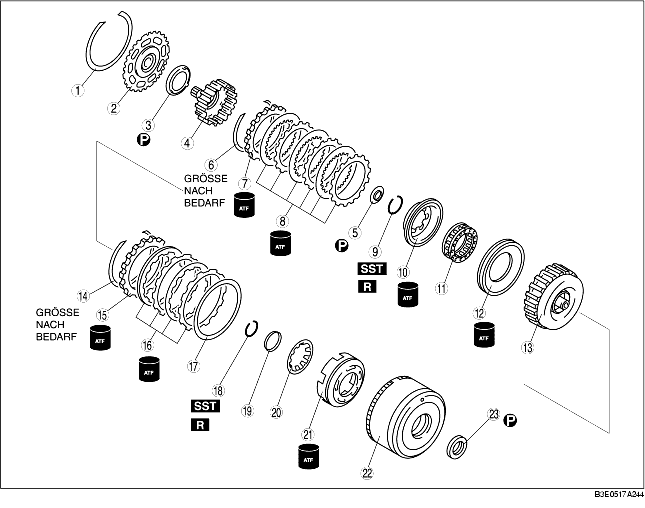 1
2
3
P
4
6
GRÖSSE
NACH
BEDARF
7
ATF
8
ATF
5
P
9
SST
R
10
ATF
11
12
ATF
13
14
GRÖSSE
NACH
BEDARF
15
ATF
16
ATF
17
18
SST
R
19
20
21
ATF
22
23
P
B3E0517A244